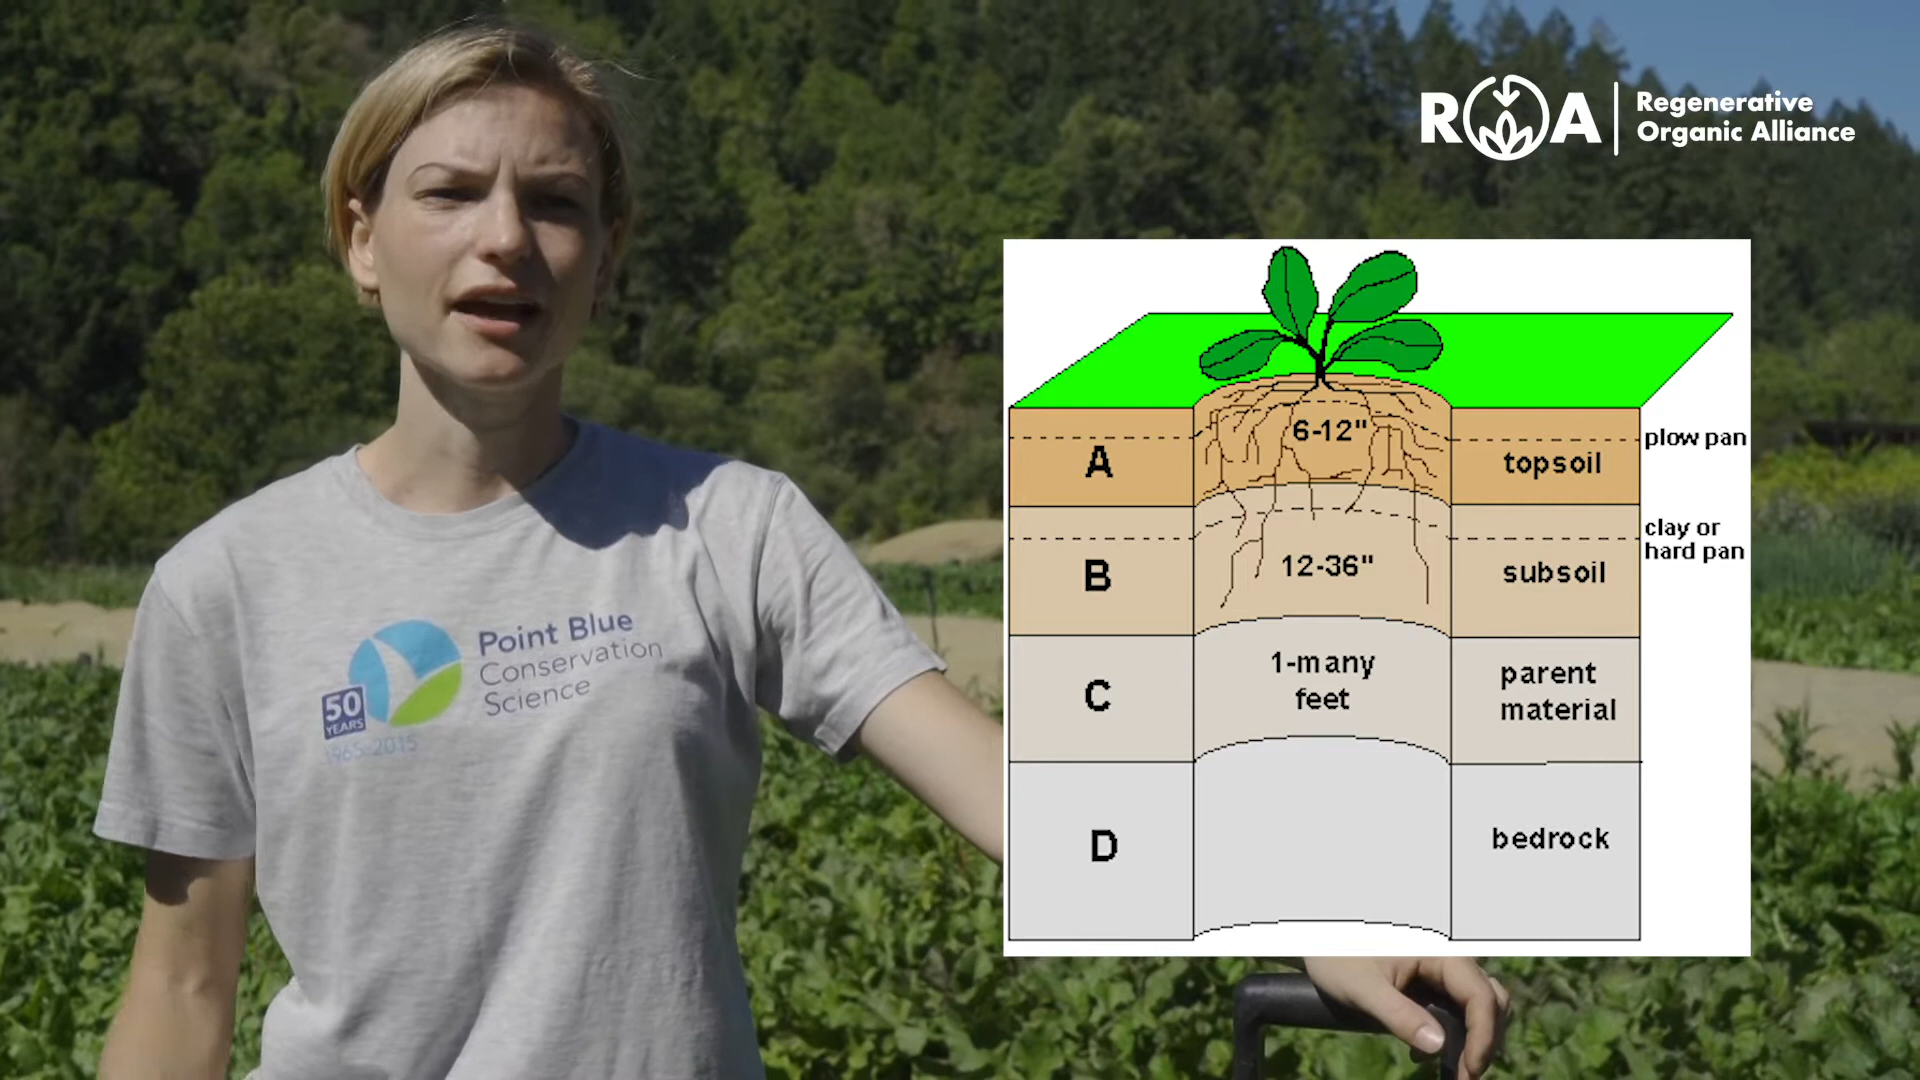 ROA
Regenerative
Organic Alliance
Point Blue
Conservation
Science
50
YEARS
1965-2015
6-12"
plow pan
A
topsoil
clay or
hard pan
12-36"
B
subsoil
1-many
feet
C
parent
material
D
bedrock